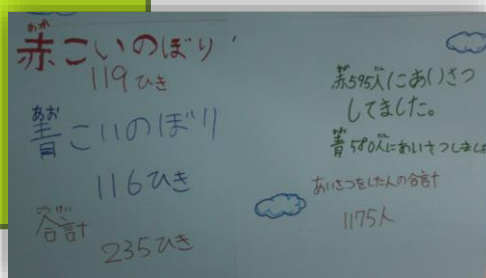 あか
赤こいのぼり
119ひき
あお
青こいのぼり
116ひき
ごうけい
合計
235ひき
赤595人にあいさつ
してました。
青580人にあいさつしまし
あいさつをした人の合計
1175人